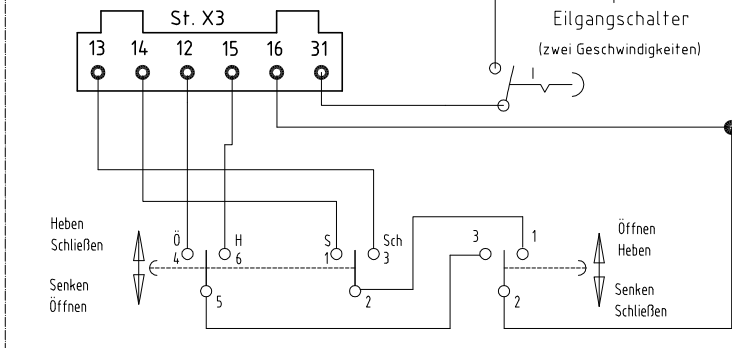 St. X3
Eilgangschalter
(zwei Geschwindigkeiten)
13 14 12 15 16 31
Heben
Schließen
Senken
Öffnen
Ö
4
H
6
5
S
1
Sch
3
2
3
1
2
Öffnen
Heben
Senken
Schließen